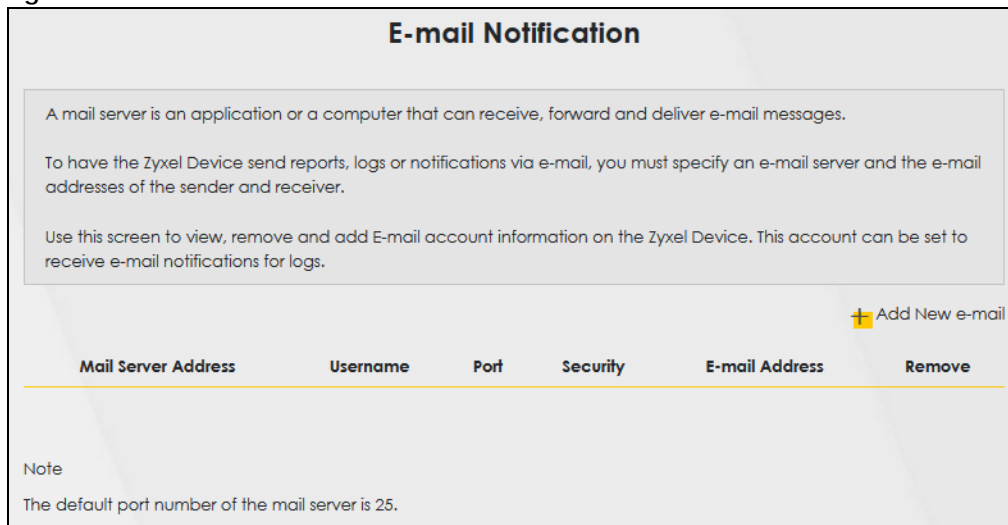 E-mail Notification
A mail server is an application or a computer that can receive, forward and deliver e-mail messages.
To have the Zyxel Device send reports, logs or notifications via e-mail, you must specify an e-mail server and the e-mail
addresses of the sender and receiver.
Use this screen to view, remove and add E-mail account information on the Zyxel Device. This account can be set to
receive e-mail notifications for logs.
+ Add New e-mail
Mail Server Address Username Port Security E-mail Address Remove
Note
The default port number of the mail server is 25.